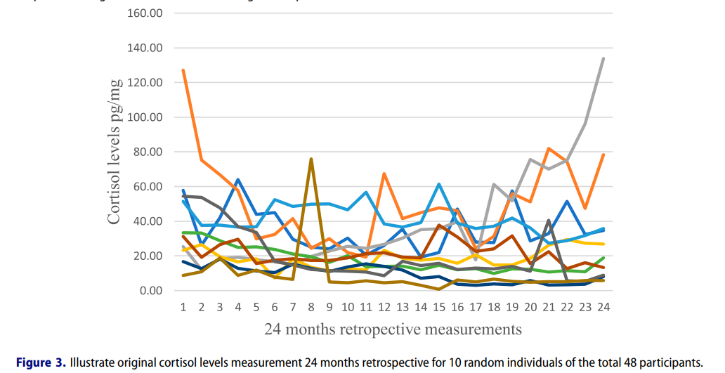 160.00
140.00
120.00
100.00
80.00
60.00
40.00
20.00
0.00
Cortisol levels pg/mg
1 2 3 4 5 6 7 8 9 10 11 12 13 14 15 16 17 18 19 20 21 22 23 24
24 months retropective measurements
Figure 3. Illustrate original cortisol levels measurement 24 months retrospective for 10 random individuals of the total 48 participants.